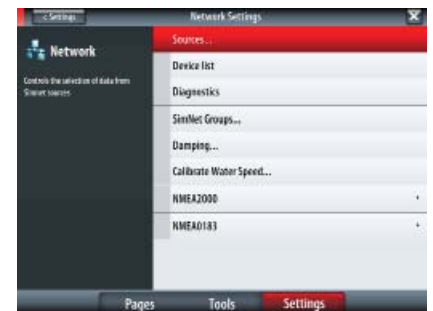 < Settings
Network Settings
X
Network
Controls the selection of data from
Simnet sources
Sources...
Device list
Diagnostics
SimNet Groups...
Damping...
Calibrate Water Speed...
NMEA2000
NMEA0183
Pages
Tools
Settings